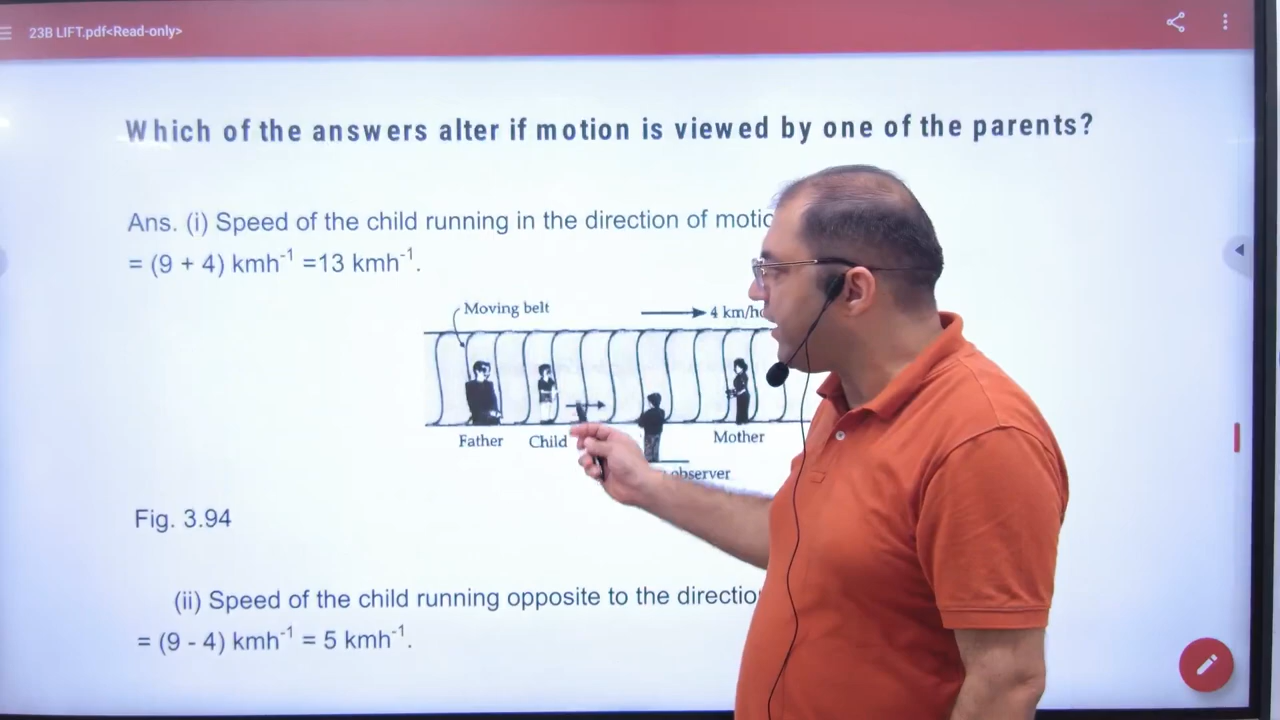 23B LIFT.pdf<Read-only>
Which of the answers alter if motion is viewed by one of the parents?
Ans. (i) Speed of the child running in the direction of
= (9 + 4) kmh⁻¹ =13 kmh⁻¹.
Moving belt
4
Father Child Mother
observer
Fig. 3.94
(ii) Speed of the child running opposite to the
= (9 - 4) kmh⁻¹ = 5 kmh⁻¹.